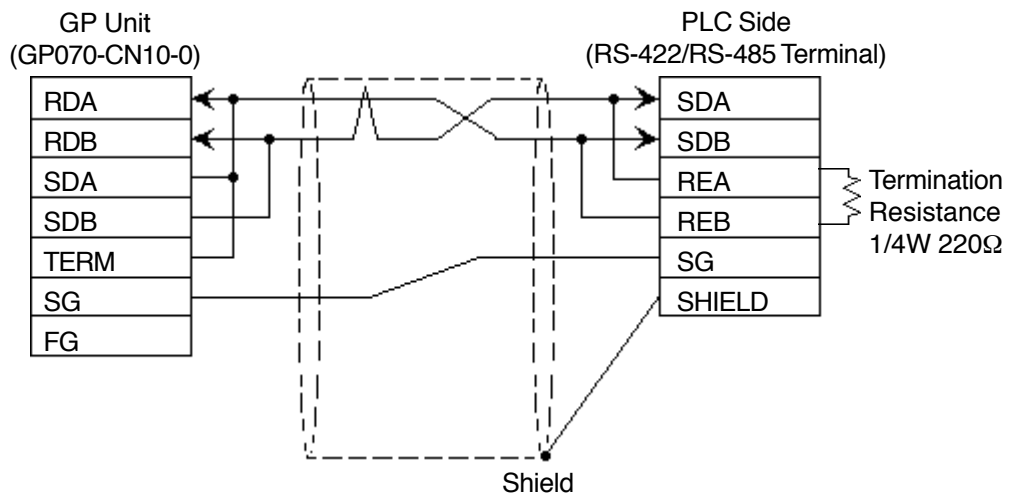 GP Unit
(GP070-CN10-0)
RDA
RDB
SDA
SDB
TERM
SG
FG
PLC Side
(RS-422/RS-485 Terminal)
SDA
SDB
REA
REB
SG
SHIELD
Termination
Resistance
1/4W 220Ω
Shield